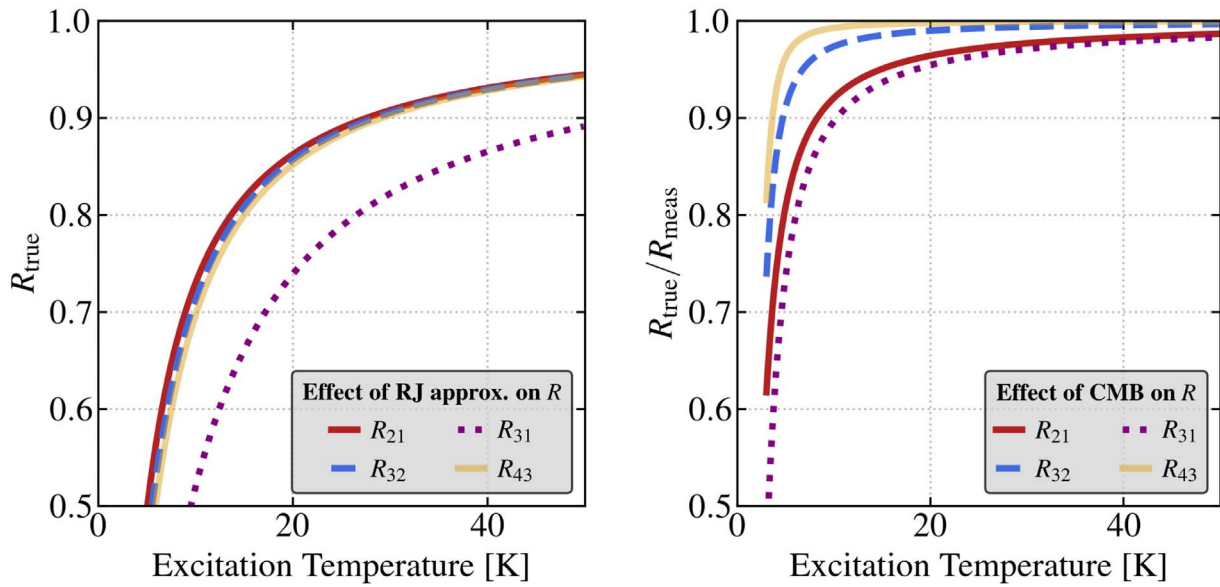 1.0
0.9
0.8
0.7
0.6
0.5
R_true
0 20 40
Excitation Temperature [K]
Effect of RJ approx. on R
R_21 R_31
R_32 R_43
1.0
0.9
0.8
0.7
0.6
0.5
R_true/R_meas
0 20 40
Excitation Temperature [K]
Effect of CMB on R
R_21 R_31
R_32 R_43